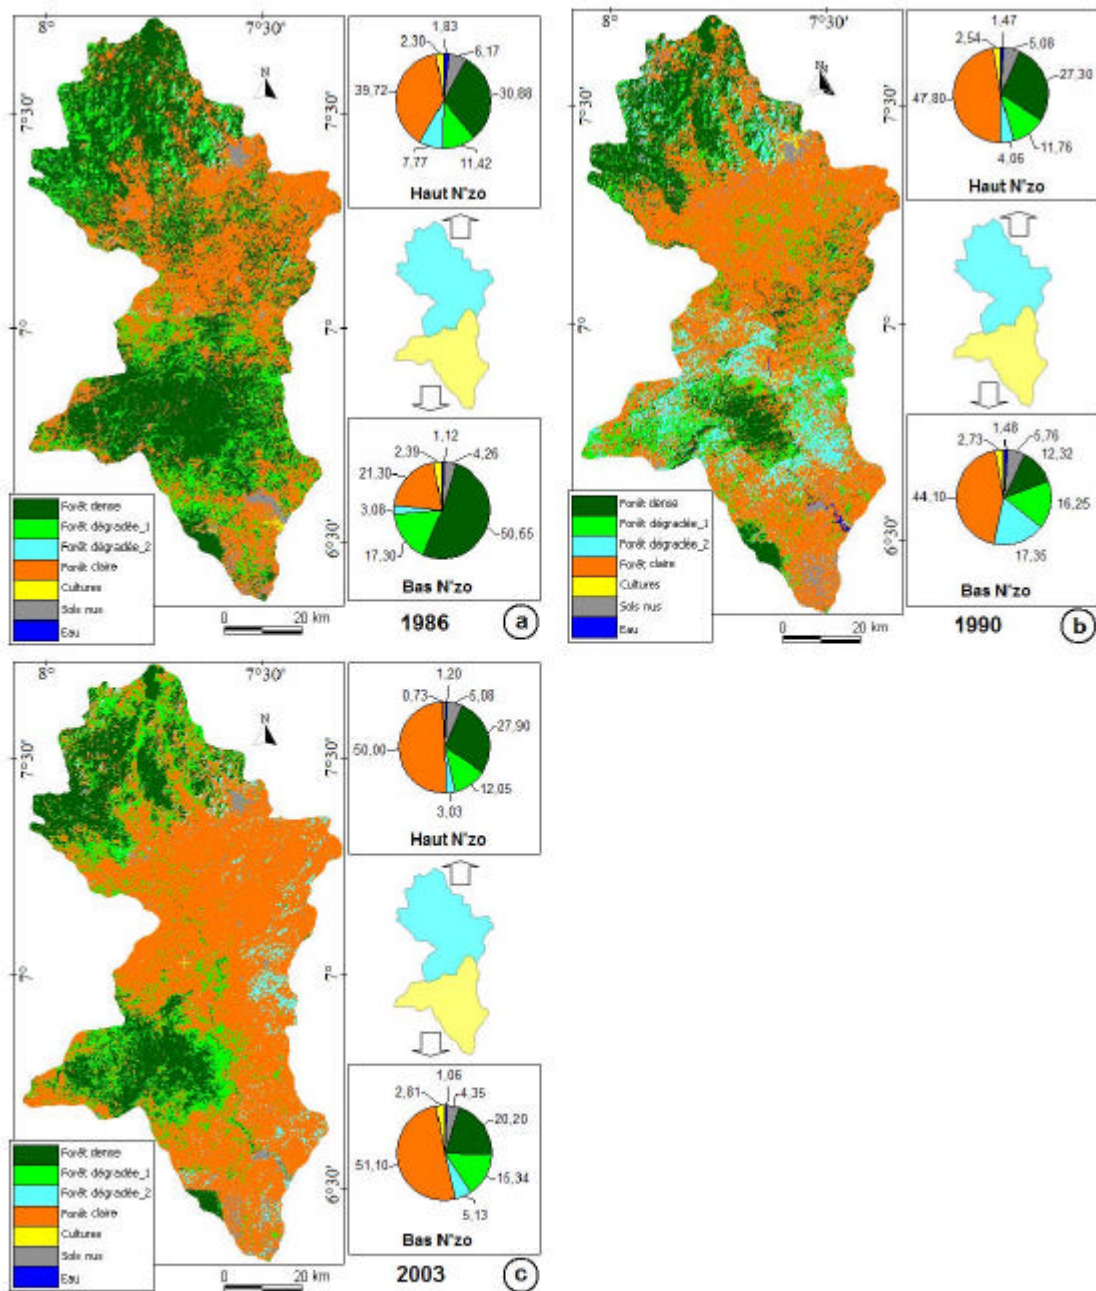 8°
7°30'
7°30'
7°
6°30'
N
1,83
2,30
6,17
39,72
30,88
7,77
11,42
Haut N'zo
1,12
2,39
4,26
21,30
3,08
50,65
17,30
Bas N'zo
Forêt dense
Forêt dégradée_1
Forêt dégradée_2
Forêt claire
Cultures
Sols nus
Eau
0 20 km
1986
a
8°
7°30'
7°30'
7°
6°30'
N
1,47
2,54
5,08
47,80
27,30
4,06
11,76
Haut N'zo
1,48
2,73
5,76
12,32
44,10
16,25
17,35
Bas N'zo
Forêt dense
Forêt dégradée_1
Forêt dégradée_2
Forêt claire
Cultures
Sols nus
Eau
0 20 km
1990
b
8°
7°30'
7°30'
7°
6°30'
N
1,20
0,73
5,08
27,90
50,00
12,05
3,03
Haut N'zo
1,06
2,81
4,35
20,20
51,10
15,34
5,13
Bas N'zo
Forêt dense
Forêt dégradée_1
Forêt dégradée_2
Forêt claire
Cultures
Sols nus
Eau
0 20 km
2003
c